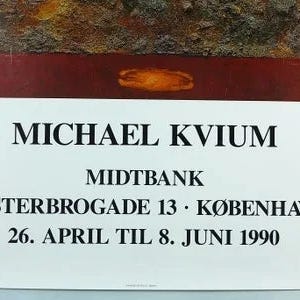 MICHAEL KVIUM
MIDTBANK
STERBROGADE 13 · KØBENHA
26. APRIL TIL 8. JUNI 1990